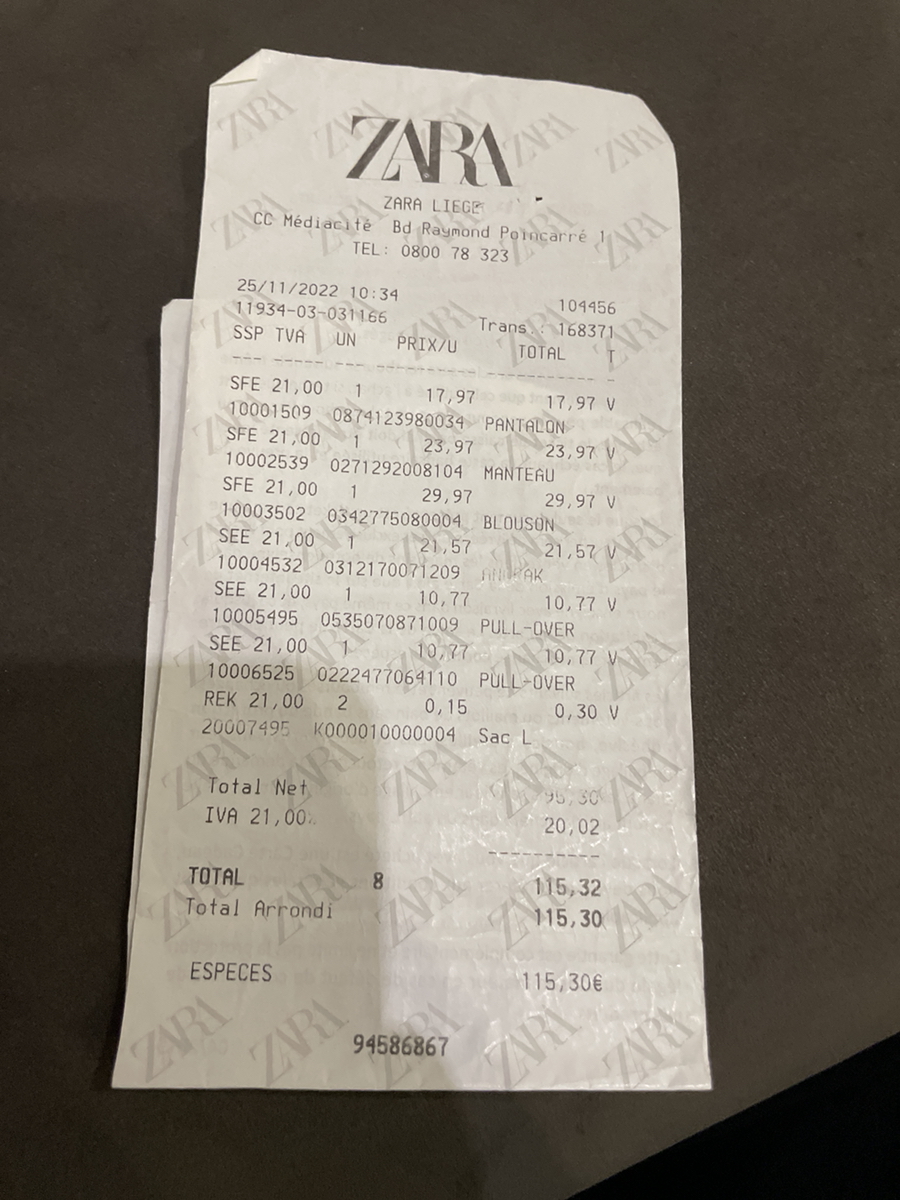 ZARA
ZARA LIEGE
CC Médiacité Bd Raymond Poincarré 1
TEL: 0800 78 323
25/11/2022 10:34 104456
11934-03-031166 Trans.: 168371
SSP TVA UN PRIX/U TOTAL T
SFE 21,00 1 17,97 17,97 V
10001509 0874123980034 PANTALON
SFE 21,00 1 23,97 23,97 V
10002539 0271292008104 MANTEAU
SFE 21,00 1 29,97 29,97 V
10003502 0342775080004 BLOUSON
SEE 21,00 1 21,57 21,57 V
10004532 0312170071209
SEE 21,00 1 10,77 10,77 V
10005495 0535070871009 PULL-OVER
SEE 21,00 1 10,77 10,77 V
10006525 0222477064110 PULL-OVER
REK 21,00 2 0,15 0,30 V
20007495 K000010000004 Sac L
Total Net
IVA 21,00% 20,02
TOTAL 8 115,32
Total Arrondi 115,30
ESPECES 115,30€
94586867